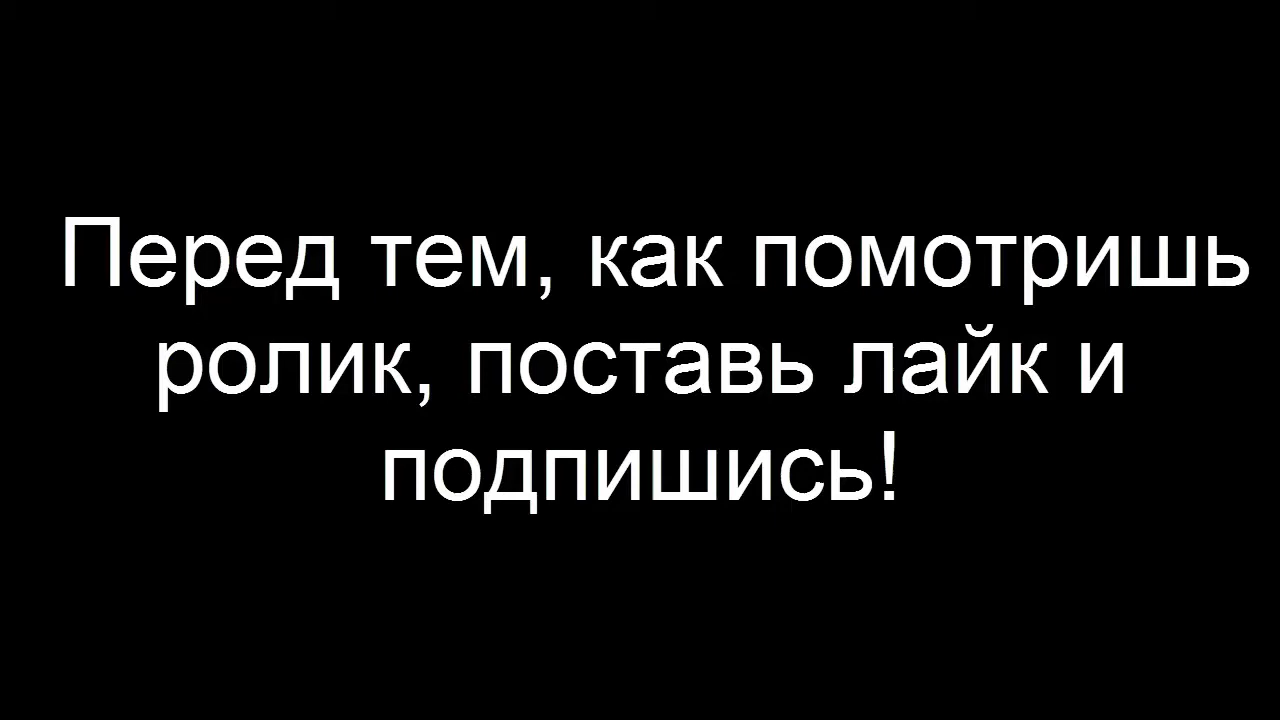 Перед тем, как помотришь
ролик, поставь лайк и
подпишись!